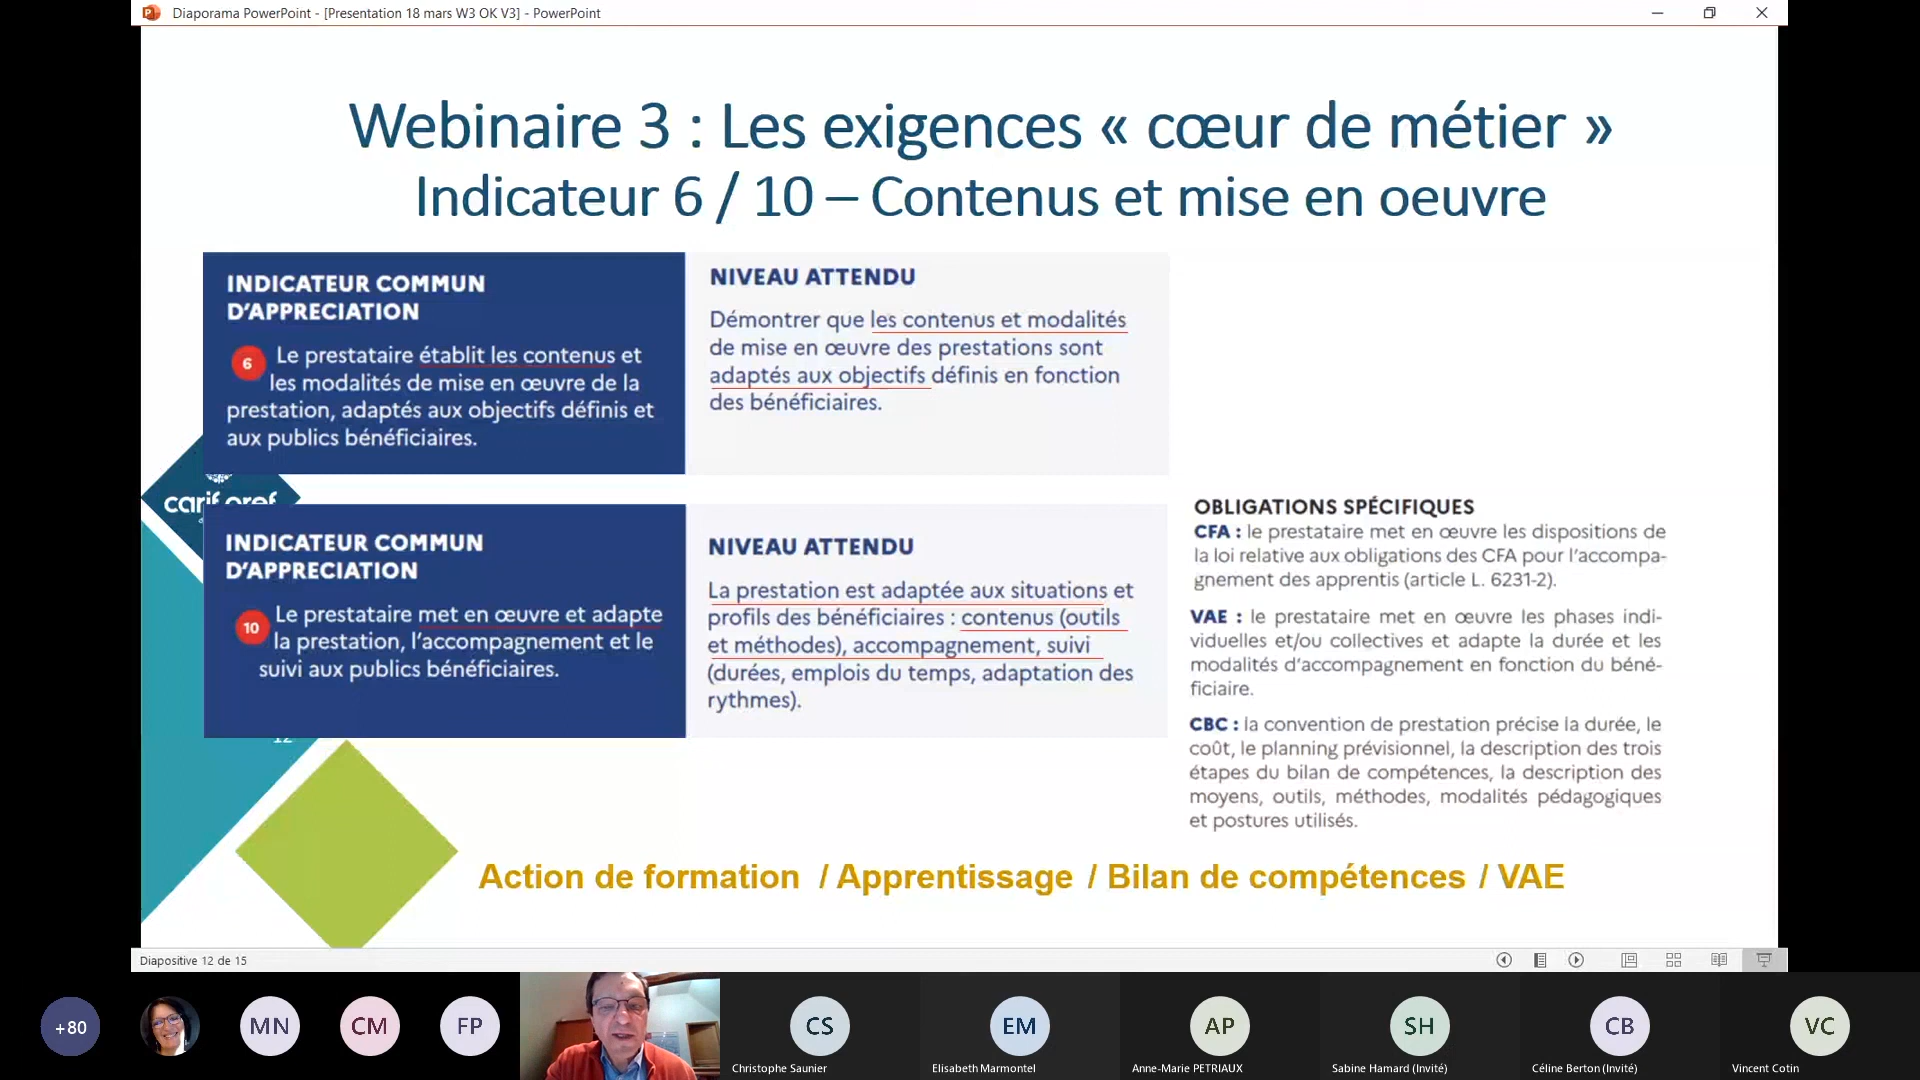 Diaporama PowerPoint - [Presentation 18 mars W3 OK V3] - PowerPoint
Webinaire 3 : Les exigences « cœur de métier »
Indicateur 6 / 10 – Contenus et mise en oeuvre
INDICATEUR COMMUN
D’APPRECIATION
6 Le prestataire établit les contenus et
les modalités de mise en œuvre de la
prestation, adaptés aux objectifs définis et
aux publics bénéficiaires.
NIVEAU ATTENDU
Démontrer que les contenus et modalités
de mise en œuvre des prestations sont
adaptés aux objectifs définis en fonction
des bénéficiaires.
carif oref
INDICATEUR COMMUN
D’APPRECIATION
10 Le prestataire met en œuvre et adapte
la prestation, l’accompagnement et le
suivi aux publics bénéficiaires.
NIVEAU ATTENDU
La prestation est adaptée aux situations et
profils des bénéficiaires : contenus (outils
et méthodes), accompagnement, suivi
(durées, emplois du temps, adaptation des
rythmes).
OBLIGATIONS SPÉCIFIQUES
CFA : le prestataire met en œuvre les dispositions de
la loi relative aux obligations des CFA pour l’accompa-
gnement des apprentis (article L. 6231-2).
VAE : le prestataire met en œuvre les phases indi-
viduelles et/ou collectives et adapte la durée et les
modalités d’accompagnement en fonction du béné-
ficiaire.
CBC : la convention de prestation précise la durée, le
coût, le planning prévisionnel, la description des trois
étapes du bilan de compétences, la description des
moyens, outils, méthodes, modalités pédagogiques
et postures utilisés.
12
Action de formation / Apprentissage / Bilan de compétences / VAE
Diapositive 12 de 15
+80
MN
CM
FP
CS
EM
AP
SH
CB
VC
Christophe Saunier
Elisabeth Marmontel
Anne-Marie PETRIAUX
Sabine Hamard (Invité)
Céline Berton (Invité)
Vincent Cotin